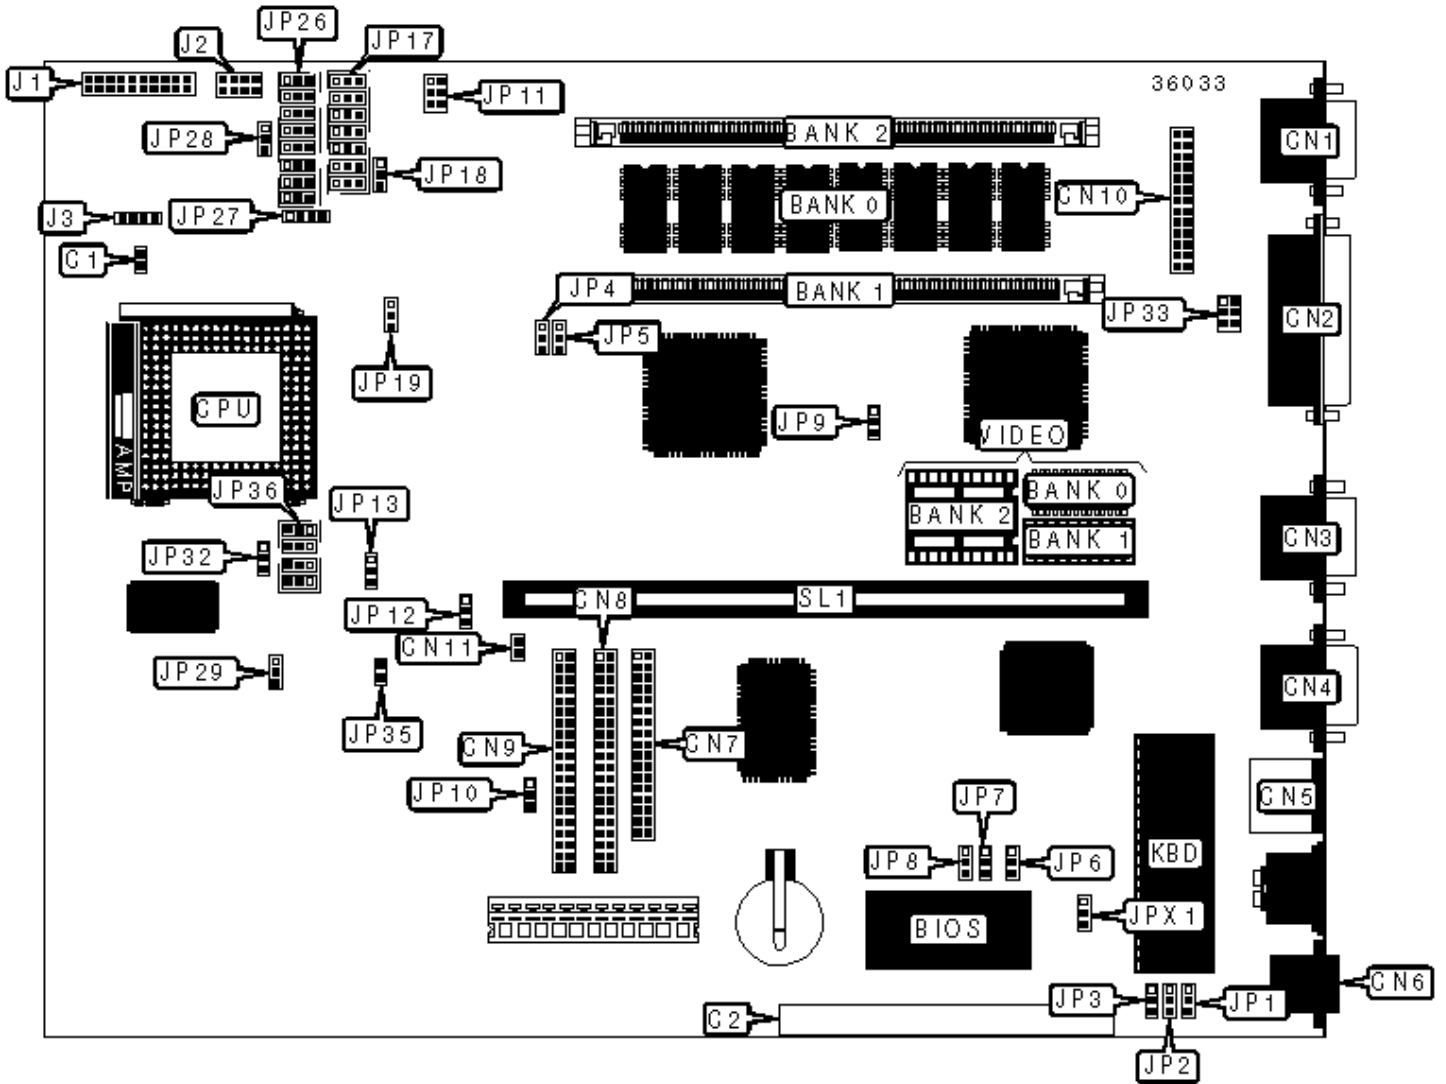 JP26
J2
JP17
J1
36033
JP11
BANK 2
CN1
JP28
JP18
CN10
BANK 0
J3
JP27
C1
JP4
BANK 1
JP33
CN2
JP5
JP19
CPU
JP9
VIDEO
AMP
JP36
JP13
BANK 0
BANK 2
BANK 1
CN3
JP32
CN8
SL1
JP12
CN11
JP29
CN4
JP35
CN9
CN7
JP10
JP7
CN5
JP8
JP6
KBD
JPX1
BIOS
CN6
JP3
JP1
C2
JP2